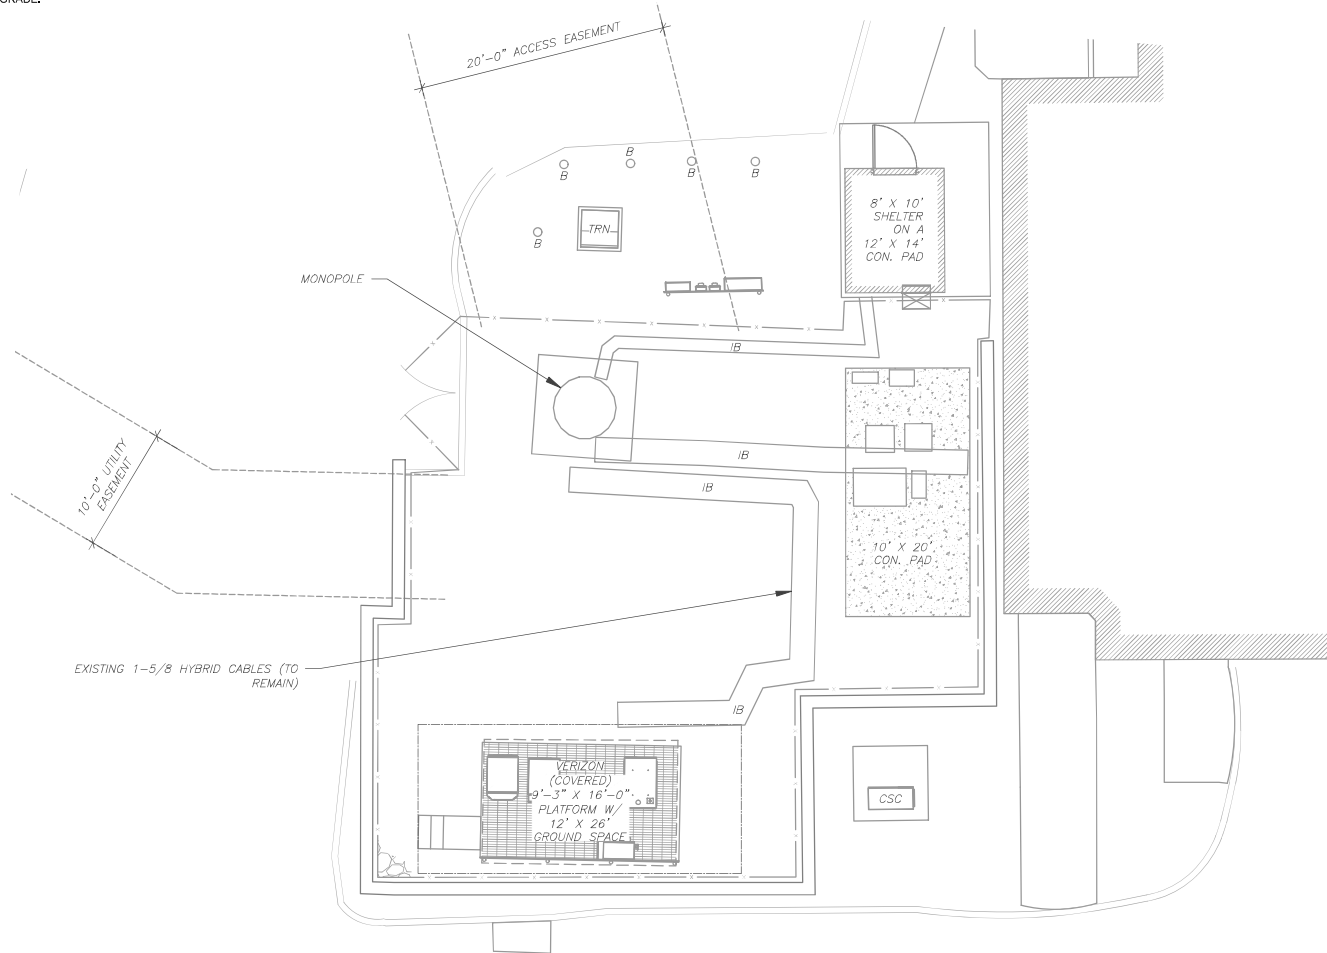 GRADE.
20'-0" ACCESS EASEMENT
B
B
B
B
B
TRN
8' X 10'
SHELTER
ON A
12' X 14'
CON. PAD
MONOPOLE
IB
10'-0" UTILITY
EASEMENT
IB
IB
10' X 20'
CON. PAD
EXISTING 1-5/8 HYBRID CABLES (TO
REMAIN)
IB
VERIZON
(COVERED)
9'-3" X 16'-0"
PLATFORM W/
12' X 26'
GROUND SPACE
CSC